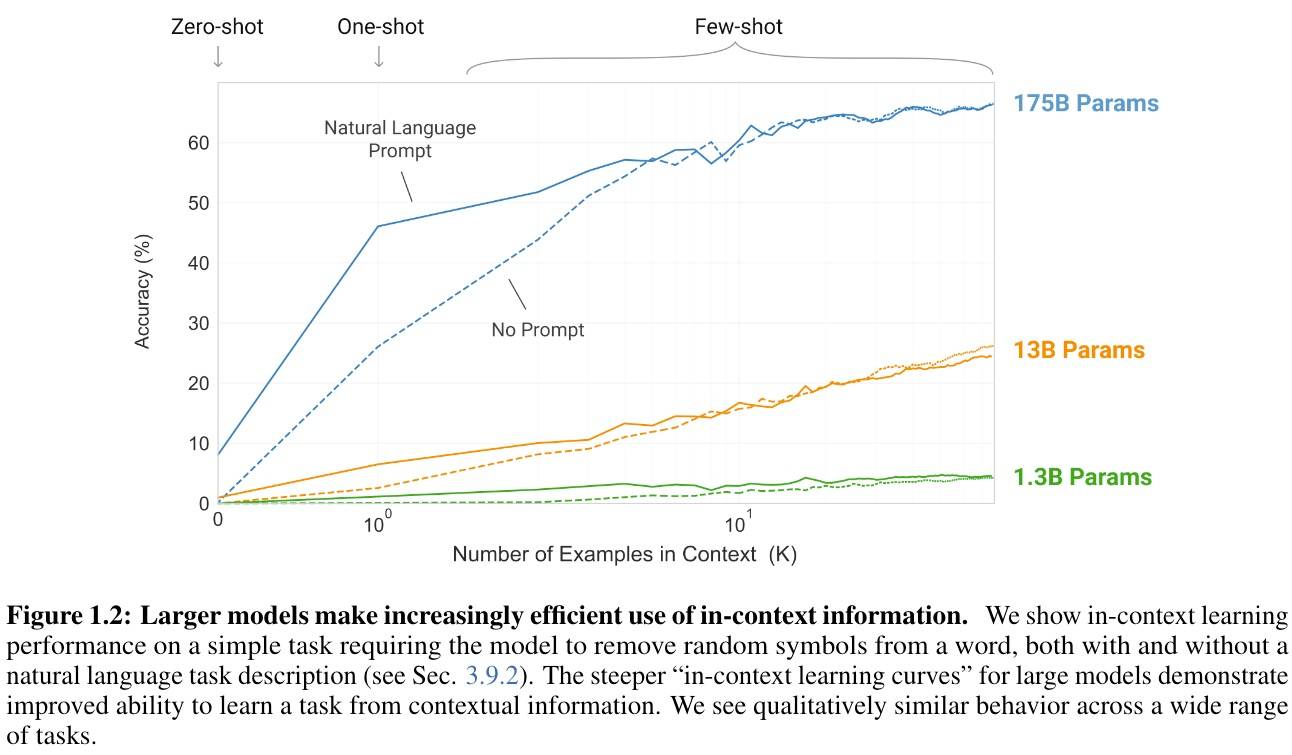 Zero-shot One-shot Few-shot
175B Params
Natural Language
Prompt
60
50
40
Accuracy (%)
No Prompt
30
13B Params
20
10
1.3B Params
0
0 10⁰ 10¹
Number of Examples in Context (K)
Figure 1.2: Larger models make increasingly efficient use of in-context information. We show in-context learning
performance on a simple task requiring the model to remove random symbols from a word, both with and without a
natural language task description (see Sec. 3.9.2). The steeper “in-context learning curves” for large models demonstrate
improved ability to learn a task from contextual information. We see qualitatively similar behavior across a wide range
of tasks.